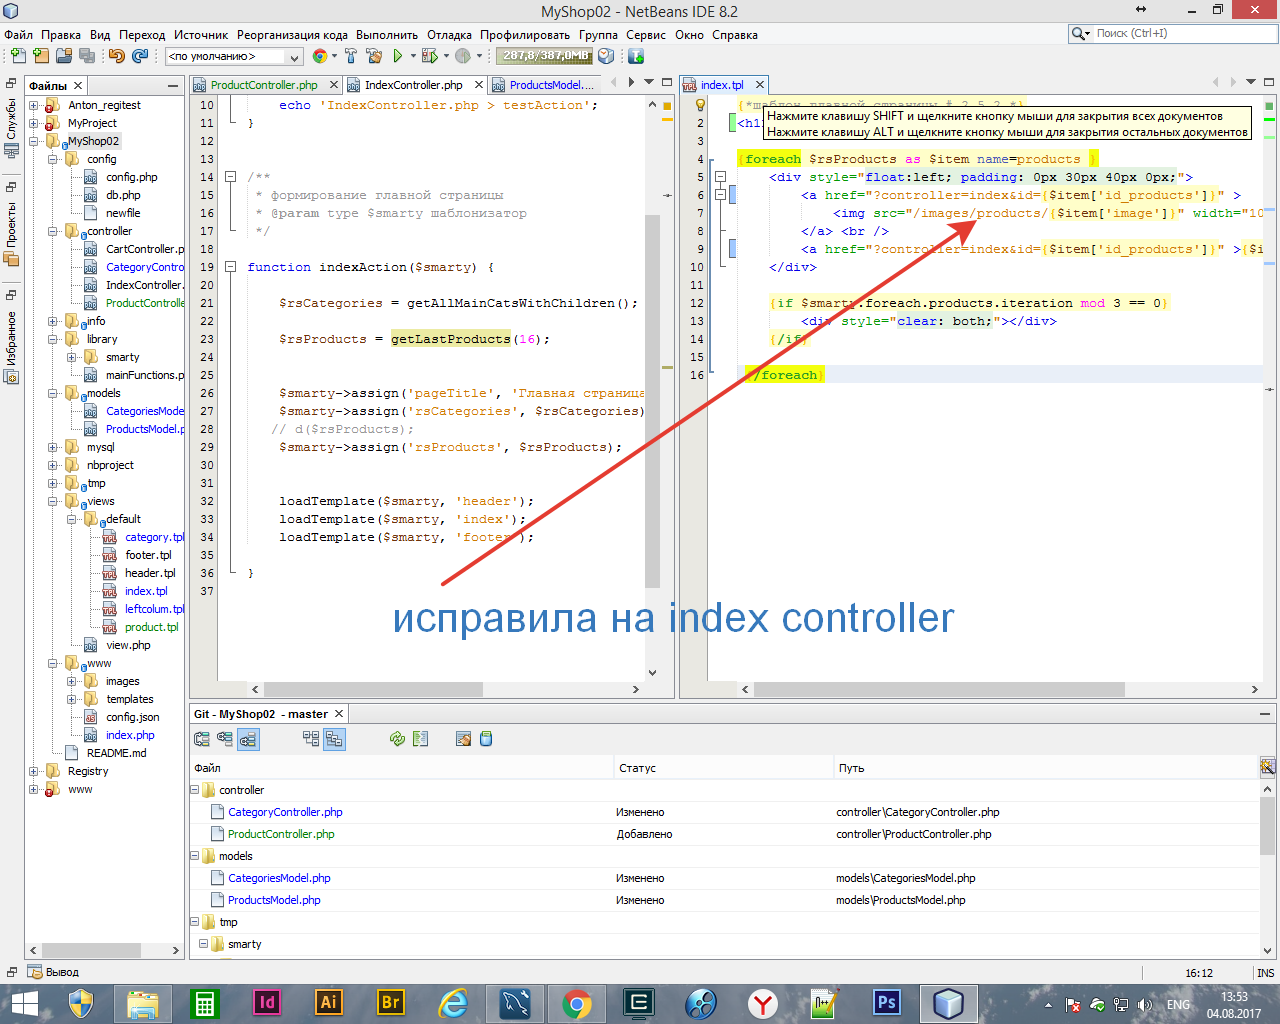 MyShop02 - NetBeans IDE 8.2
Файл Правка Вид Переход Источник Реорганизация кода Выполнить Отладка Профилировать Группа Сервис Окно Справка
Поиск (Ctrl+I)
<по умолчанию>
287,8/387,0MB
Файлы
Службы
Проекты
Избранное
Anton_regitest
MyProject
MyShop02
config
config.php
db.php
newfile
controller
CartController.p
CategoryContro
IndexController.
ProductControlle
info
library
smarty
mainFunctions.p
models
CategoriesMode
ProductsModel.p
mysql
nbproject
tmp
views
default
category.tpl
footer.tpl
header.tpl
index.tpl
leftcolum.tpl
product.tpl
view.php
www
images
templates
config.json
index.php
README.md
Registry
www
ProductController.php
IndexController.php
ProductsModel....
10 echo 'IndexController.php > testAction';
11 }
12
13
14 /**
15 * формирование главной страницы
16 * @param type $smarty шаблонизатор
17 */
18
19 function indexAction($smarty) {
20
21 $rsCategories = getAllMainCatsWithChildren();
22
23 $rsProducts = getLastProducts(16);
24
25
26 $smarty->assign('pageTitle', 'Главная страница
27 $smarty->assign('rsCategories', $rsCategories)
28 // d($rsProducts);
29 $smarty->assign('rsProducts', $rsProducts);
30
31
32 loadTemplate($smarty, 'header');
33 loadTemplate($smarty, 'index');
34 loadTemplate($smarty, 'footer');
35
36 }
37
index.tpl
{*шаблон главной страницы # 2.5.2 *}
2 <h1
Нажмите клавишу SHIFT и щелкните кнопку мыши для закрытия всех документов
Нажмите клавишу ALT и щелкните кнопку мыши для закрытия остальных документов
3
4 {foreach $rsProducts as $item name=products }
5 <div style="float:left; padding: 0px 30px 40px 0px;">
6 <a href="?controller=index&id={$item['id_products']}" >
7 <img src="/images/products/{$item['image']}" width="10
8 </a> <br />
9 <a href="?controller=index&id={$item['id_products']}" >{$i
10 </div>
11
12 {if $smarty.foreach.products.iteration mod 3 == 0}
13 <div style="clear: both;"></div>
14 {/if}
15
16 {/foreach}
исправила на index controller
Git - MyShop02 - master
Файл Статус Путь
controller
CategoryController.php Изменено controller\CategoryController.php
ProductController.php Добавлено controller\ProductController.php
models
CategoriesModel.php Изменено models\CategoriesModel.php
ProductsModel.php Изменено models\ProductsModel.php
tmp
smarty
Вывод
16:12 INS
Id
Ai
Br
Ps
ENG
13:53
04.08.2017